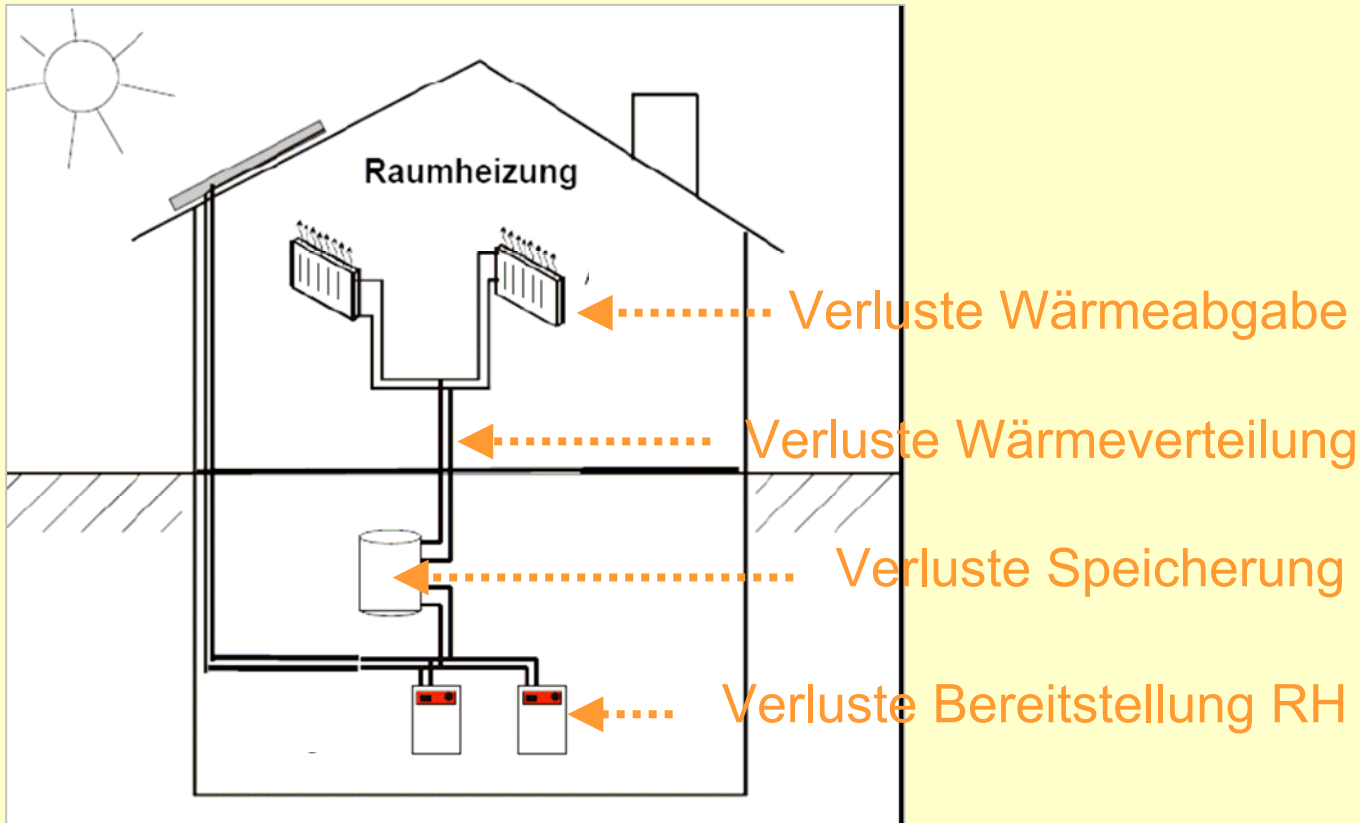 Raumheizung
Verluste Wärmeabgabe
Verluste Wärmeverteilung
Verluste Speicherung
Verluste Bereitstellung RH